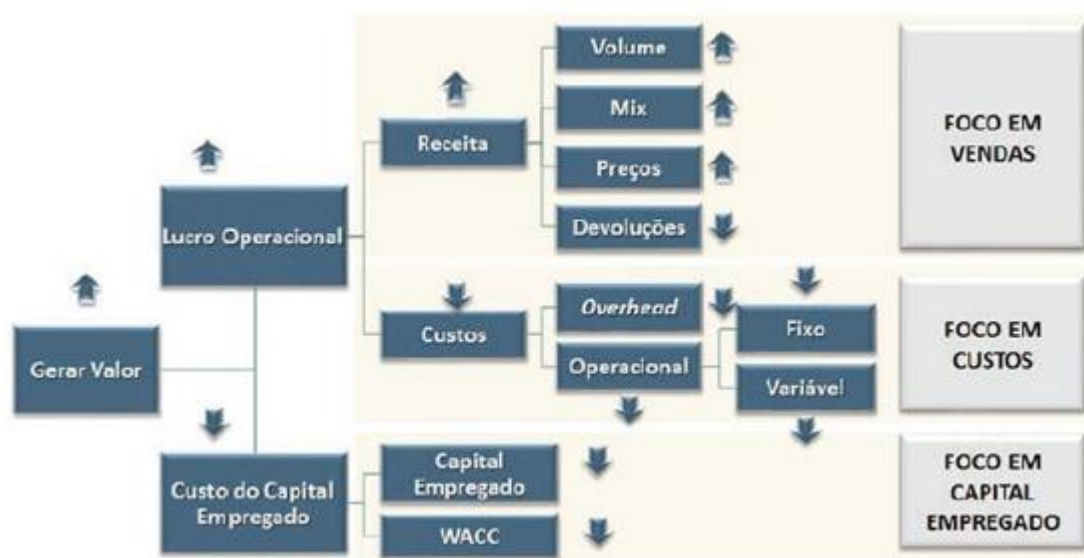 Volume
Mix
Receita
Preços
Devoluções
FOCO EM
VENDAS
Lucro Operacional
Overhead
Fixo
Custos
Operacional
Variável
FOCO EM
CUSTOS
Gerar Valor
Custo do Capital
Empregado
Capital
Empregado
WACC
FOCO EM
CAPITAL
EMPREGADO